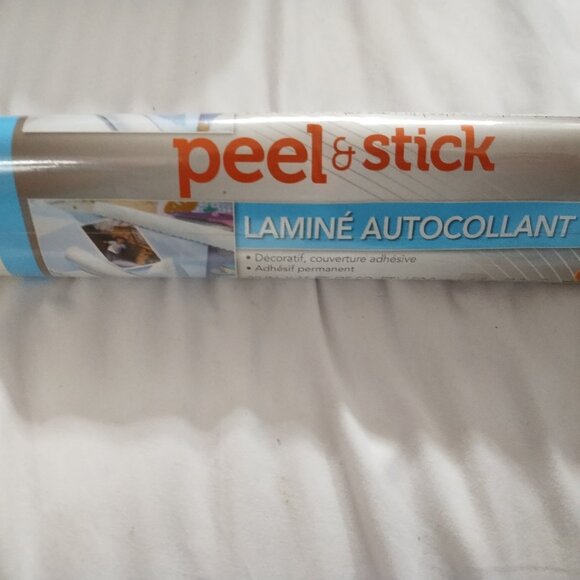 peel & stick
LAMINÉ AUTOCOLLANT
• Décoratif, couverture adhésive
• Adhésif permanent